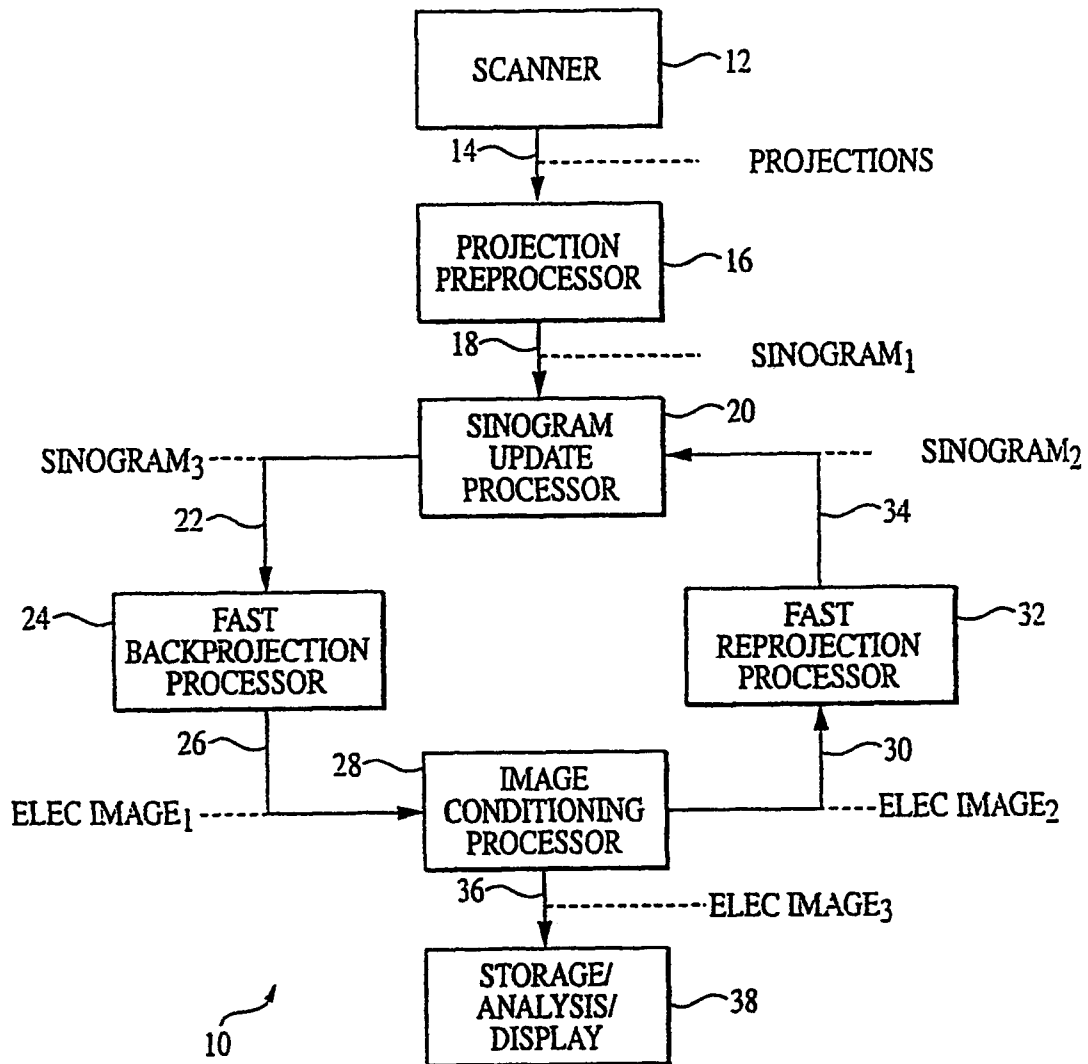 SCANNER
12
14
PROJECTIONS
PROJECTION
PREPROCESSOR
16
18
SINOGRAM1
20
SINOGRAM
UPDATE
PROCESSOR
SINOGRAM3
SINOGRAM2
22
34
24
FAST
BACKPROJECTION
PROCESSOR
FAST
REPROJECTION
PROCESSOR
32
26
28
30
IMAGE
CONDITIONING
PROCESSOR
ELEC IMAGE1
ELEC IMAGE2
36
ELEC IMAGE3
STORAGE/
ANALYSIS/
DISPLAY
38
10